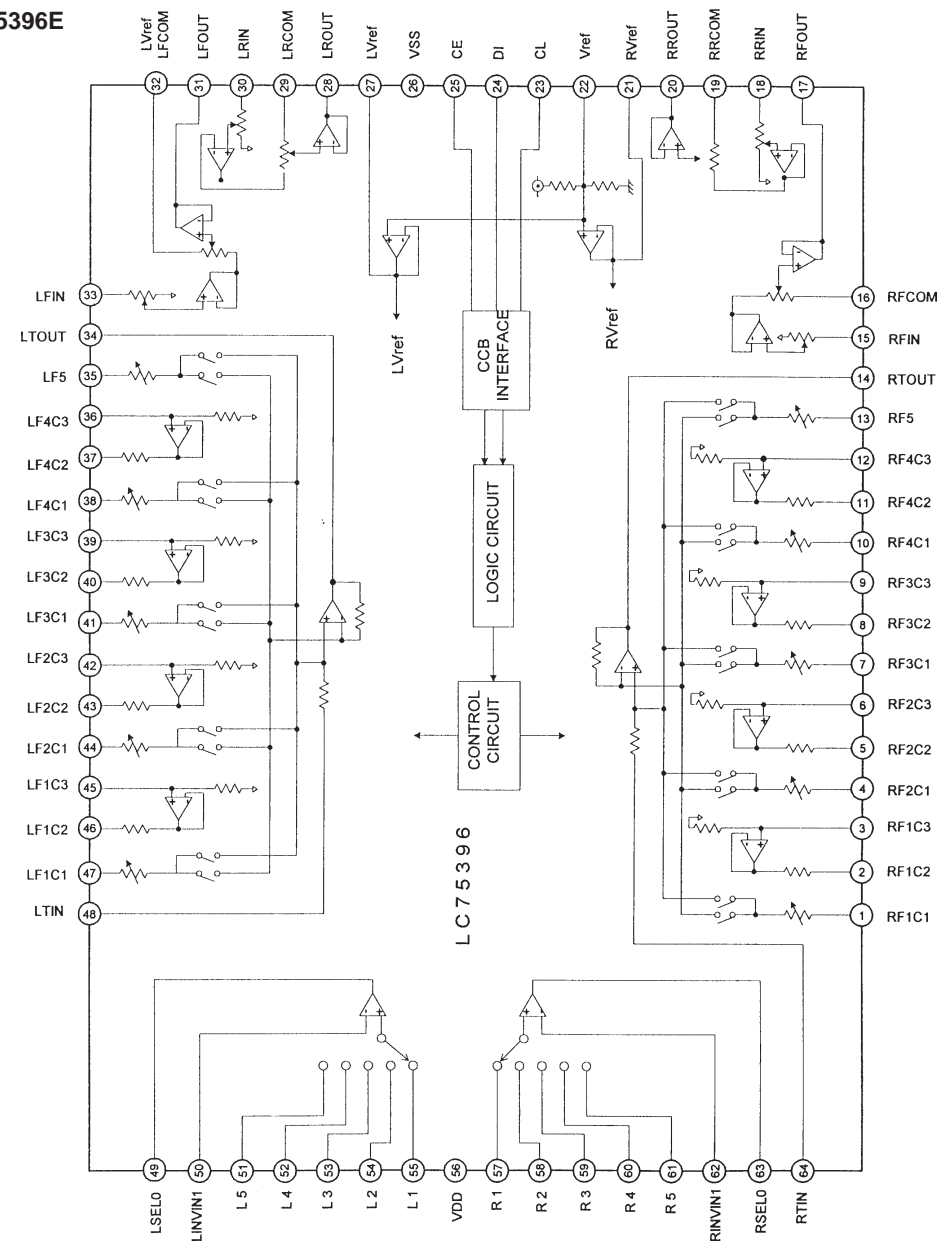 5396E
LVref
LFCOM
LFOUT
LRIN
LRCOM
LROUT
LVref
VSS
CE
DI
CL
Vref
RVref
RROUT
RRCOM
RRIN
RFOUT
32
31
30
29
28
27
26
25
24
23
22
21
20
19
18
17
LFIN 33
LTOUT 34
LF5 35
LF4C3 36
LF4C2 37
LF4C1 38
LF3C3 39
LF3C2 40
LF3C1 41
LF2C3 42
LF2C2 43
LF2C1 44
LF1C3 45
LF1C2 46
LF1C1 47
LTIN 48
LVref
RVref
CCB
INTERFACE
LOGIC CIRCUIT
CONTROL
CIRCUIT
LC75396
16 RFCOM
15 RFIN
14 RTOUT
13 RF5
12 RF4C3
11 RF4C2
10 RF4C1
9 RF3C3
8 RF3C2
7 RF3C1
6 RF2C3
5 RF2C2
4 RF2C1
3 RF1C3
2 RF1C2
1 RF1C1
49
50
51
52
53
54
55
56
57
58
59
60
61
62
63
64
LSEL0
LINVIN1
L 5
L 4
L 3
L 2
L 1
VDD
R 1
R 2
R 3
R 4
R 5
RINVIN1
RSEL0
RTIN